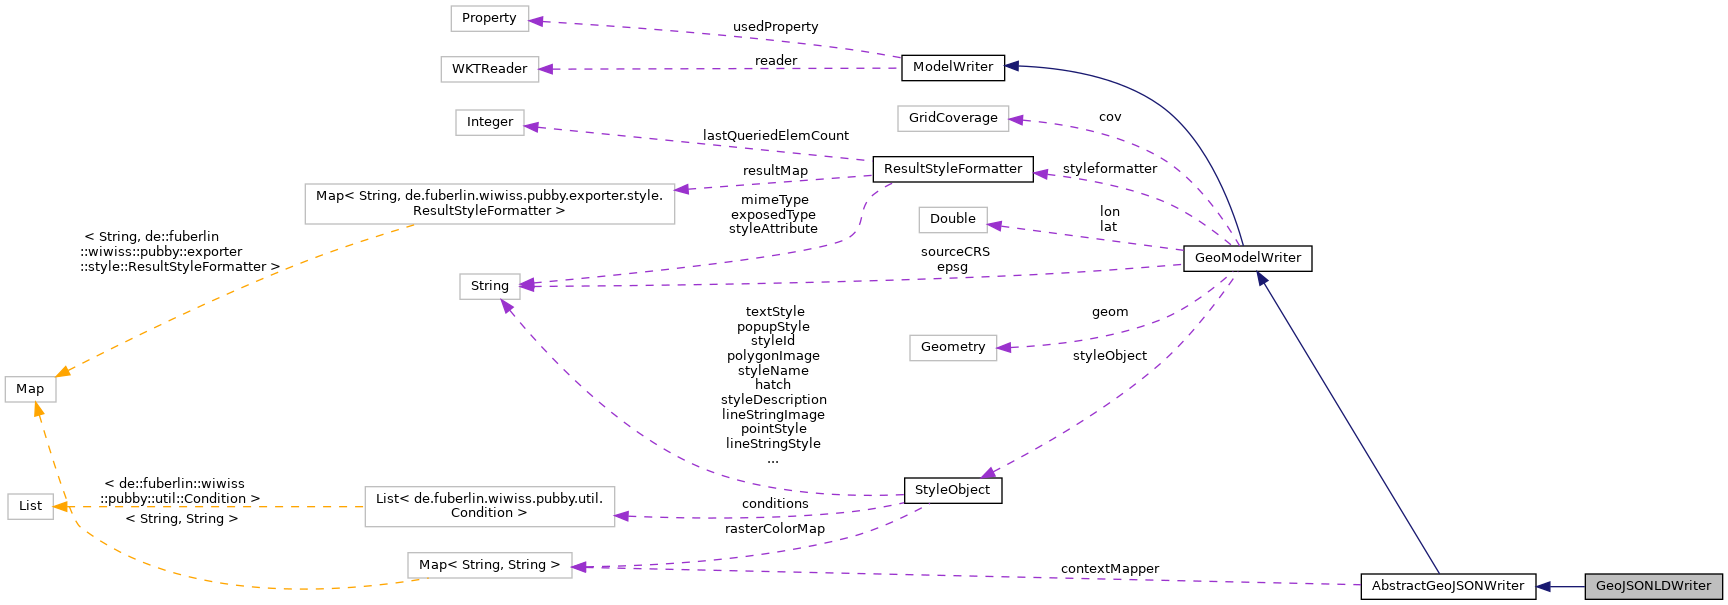 Property
usedProperty
WKTReader
reader
ModelWriter
Integer
lastQueriedElemCount
GridCoverage
cov
ResultStyleFormatter
styleformatter
resultMap
Map< String, de.fuberlin.wiwiss.pubby.exporter.style.
ResultStyleFormatter >
mimeType
exposedType
styleAttribute
Double
lon
lat
< String, de::fuberlin
::wiwiss::pubby::exporter
::style::ResultStyleFormatter >
sourceCRS
epsg
GeoModelWriter
String
textStyle
popupStyle
styleId
polygonImage
styleName
hatch
styleDescription
lineStringImage
pointStyle
lineStringStyle
...
geom
Geometry
styleObject
Map
< de::fuberlin::wiwiss
::pubby::util::Condition >
List
< String, String >
List< de.fuberlin.wiwiss.pubby.util.
Condition >
conditions
StyleObject
rasterColorMap
Map< String, String >
contextMapper
AbstractGeoJSONWriter
GeoJSONLDWriter